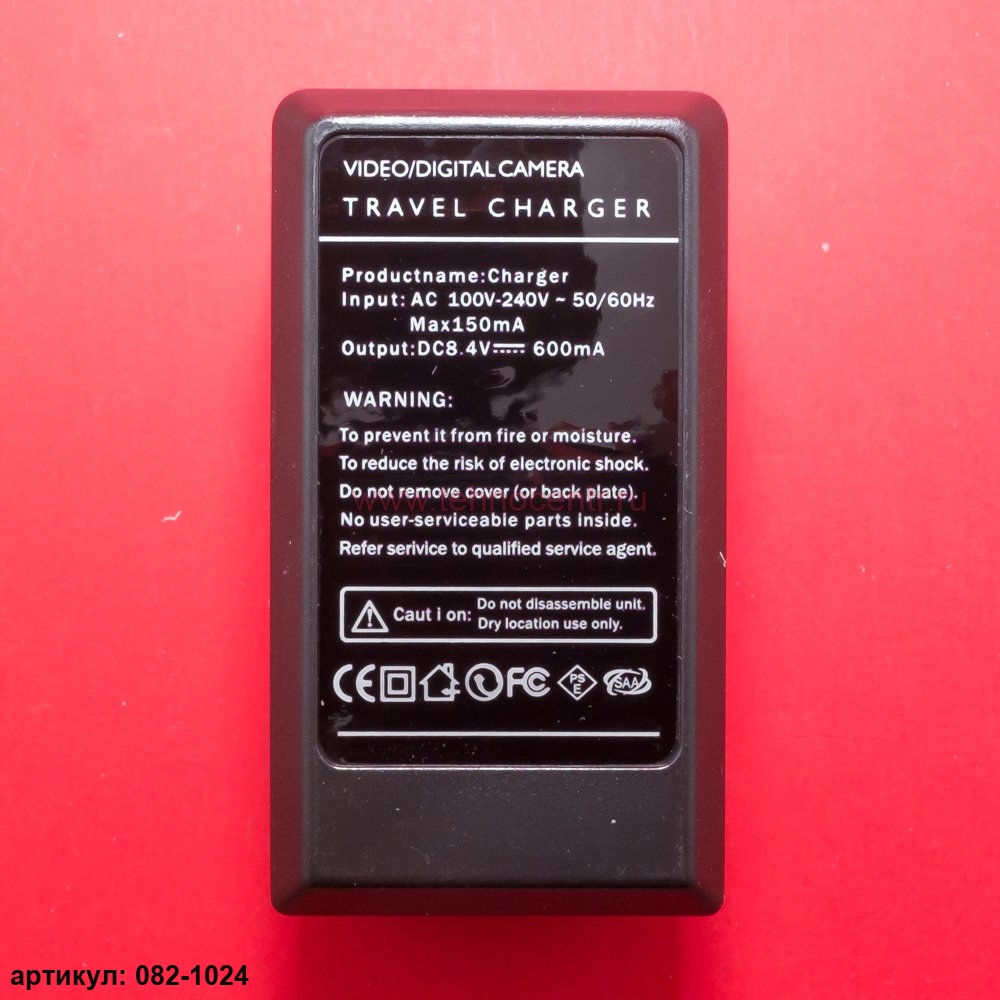 VIDEO/DIGITAL CAMERA
TRAVEL CHARGER
Productname:Charger
Input: AC 100V-240V ~ 50/60Hz
Max150mA
Output:DC8.4V⎓ 600mA
WARNING:
To prevent it from fire or moisture.
To reduce the risk of electronic shock.
Do not remove cover (or back plate).
www.tehnocentr.ru
No user-serviceable parts Inside.
Refer serivice to qualified service agent.
Caut i on: Do not disassemble unit.
Dry location use only.
CE FC PS E SAA
артикул: 082-1024